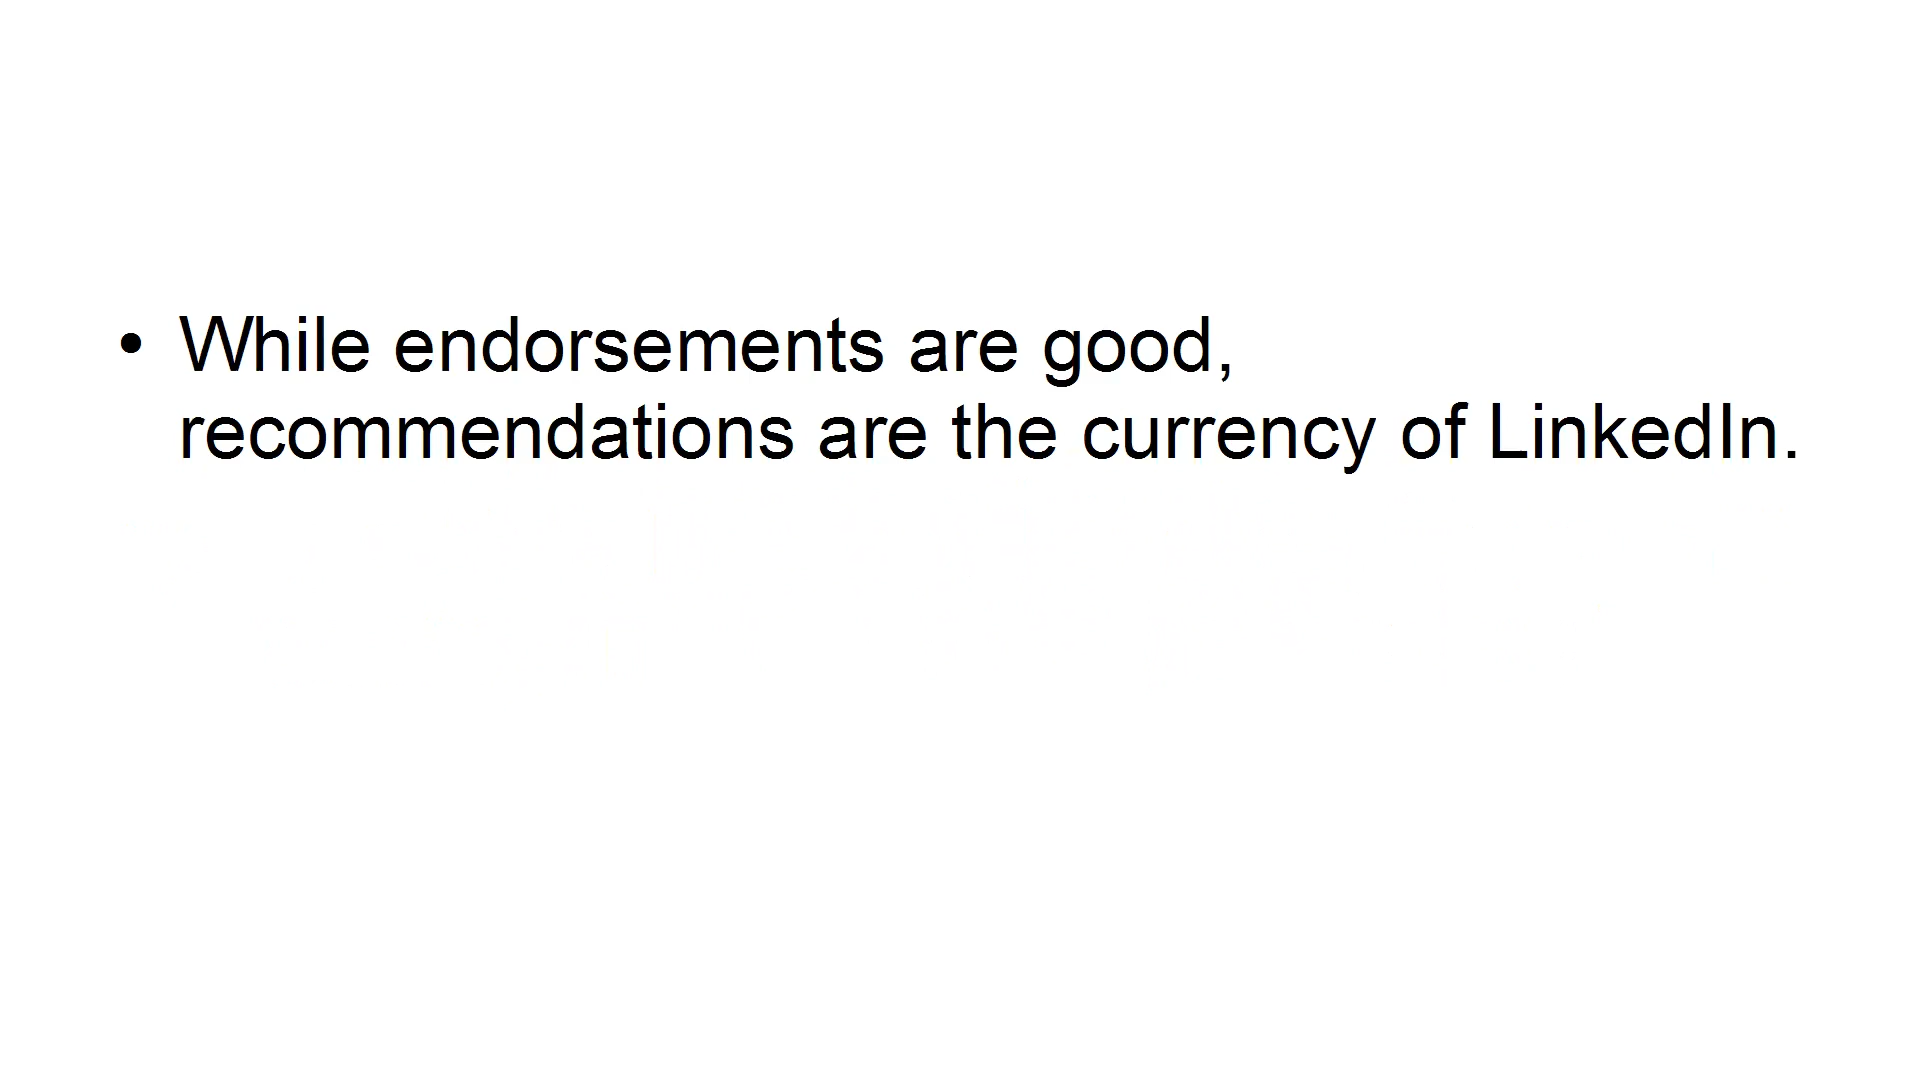 • While endorsements are good,
recommendations are the currency of LinkedIn.